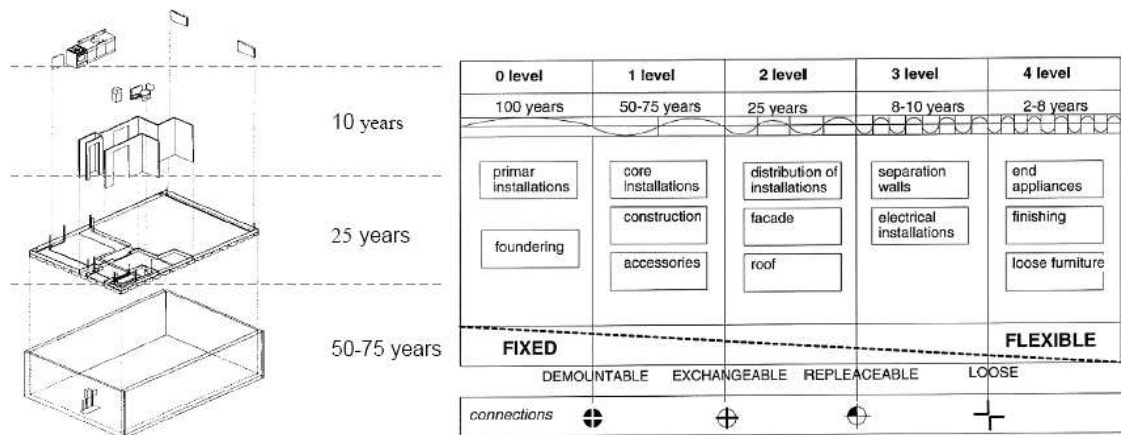 10 years
25 years
50-75 years
0 level 1 level 2 level 3 level 4 level
100 years 50-75 years 25 years 8-10 years 2-8 years
primar
installations
core
installations
distribution of
installations
separation
walls
end
appliances
foundering
construction
facade
electrical
installations
finishing
accessories
roof
loose furniture
FIXED
FLEXIBLE
DEMOUNTABLE EXCHANGEABLE REPLEACEABLE LOOSE
connections